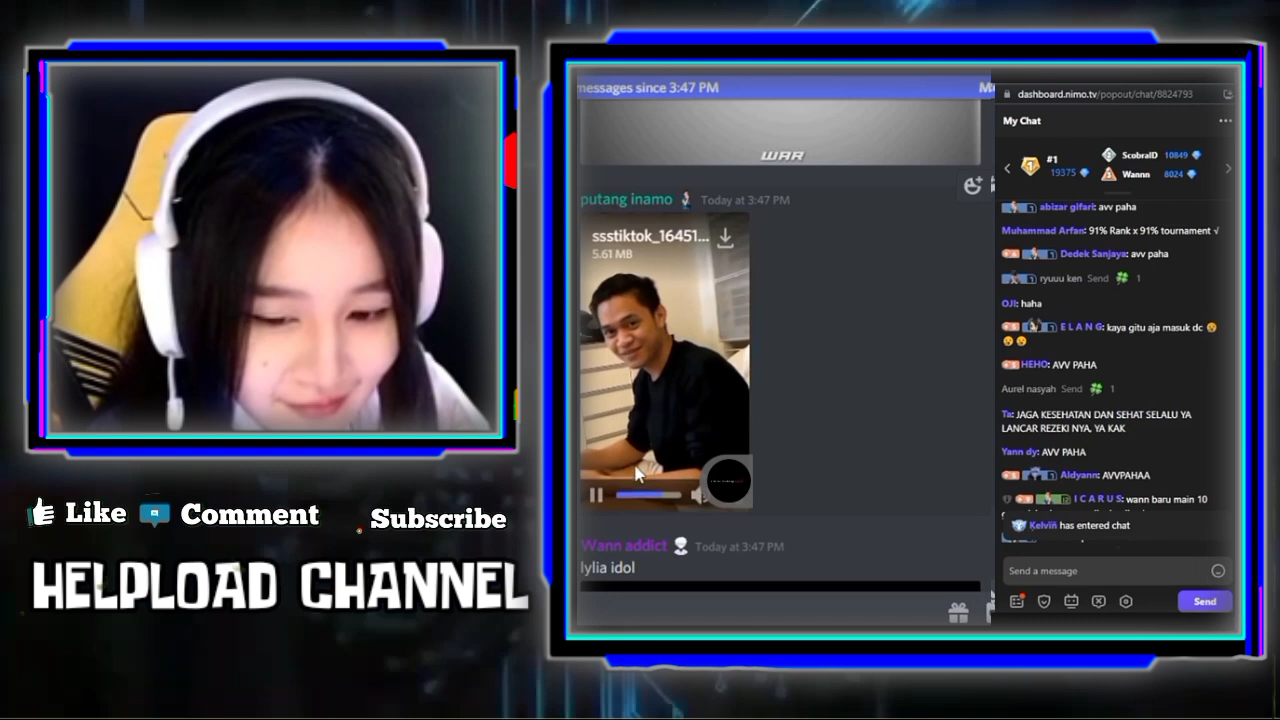 Like
Comment
Subscribe
HELPLOAD CHANNEL
messages since 3:47 PM
WAR
putang inamo Today at 3:47 PM
ssstiktok_16451...
5.61 MB
Wann addict Today at 3:47 PM
lylia idol
dashboard.nimo.tv/popout/chat/8824793
My Chat
#1
19375
ScobralD 10849
Wannn 8024
abizar gifari: avv paha
Muhammad Arfan: 91% Rank x 91% tournament √
Dedek Sanjaya: avv paha
ryuuu ken Send 1
OJI: haha
E L A N G: kaya gitu aja masuk dc
HEHO: AVV PAHA
Aurel nasyah Send 1
Ta: JAGA KESEHATAN DAN SEHAT SELALU YA
LANCAR REZEKI NYA, YA KAK
Yann dy: AVV PAHA
Aldyann: AVVPAHAA
I C A R U S: wann baru main 10
Kelvin has entered chat
Send a message
Send